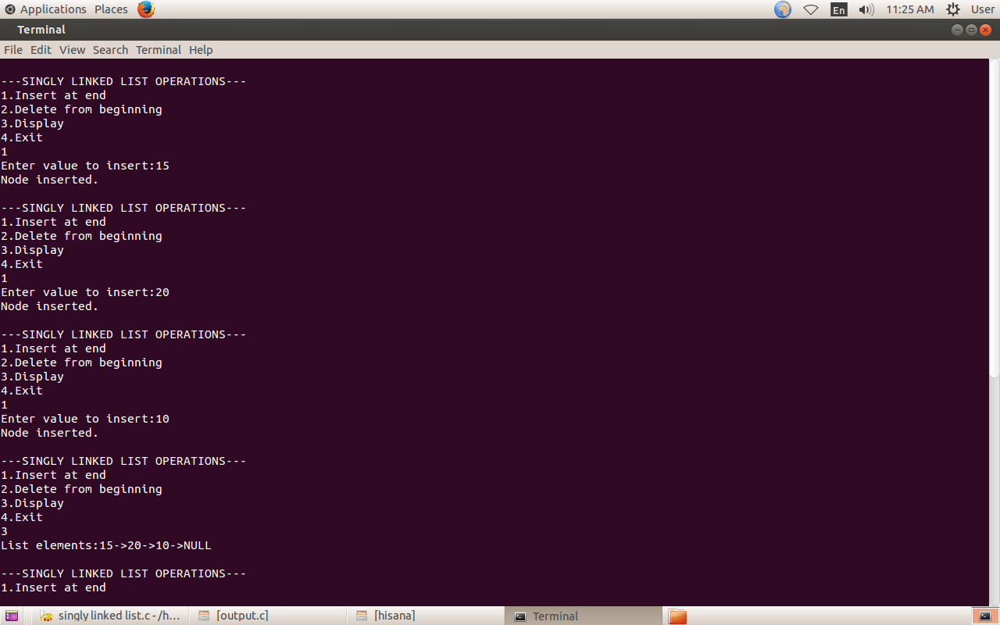 Applications Places En 11:25 AM User
Terminal
File Edit View Search Terminal Help
---SINGLY LINKED LIST OPERATIONS---
1.Insert at end
2.Delete from beginning
3.Display
4.Exit
1
Enter value to insert:15
Node inserted.
---SINGLY LINKED LIST OPERATIONS---
1.Insert at end
2.Delete from beginning
3.Display
4.Exit
1
Enter value to insert:20
Node inserted.
---SINGLY LINKED LIST OPERATIONS---
1.Insert at end
2.Delete from beginning
3.Display
4.Exit
1
Enter value to insert:10
Node inserted.
---SINGLY LINKED LIST OPERATIONS---
1.Insert at end
2.Delete from beginning
3.Display
4.Exit
3
List elements:15->20->10->NULL
---SINGLY LINKED LIST OPERATIONS---
1.Insert at end
singly linked list.c - /h... [output.c] [hisana] Terminal